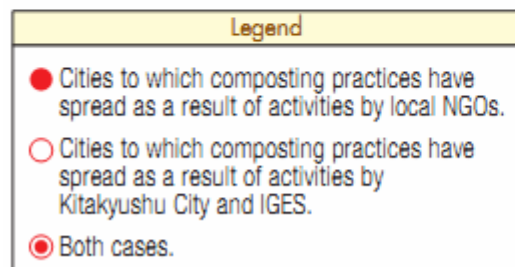 Legend
Cities to which composting practices have
spread as a result of activities by local NGOs.
Cities to which composting practices have
spread as a result of activities by
Kitakyushu City and IGES.
Both cases.